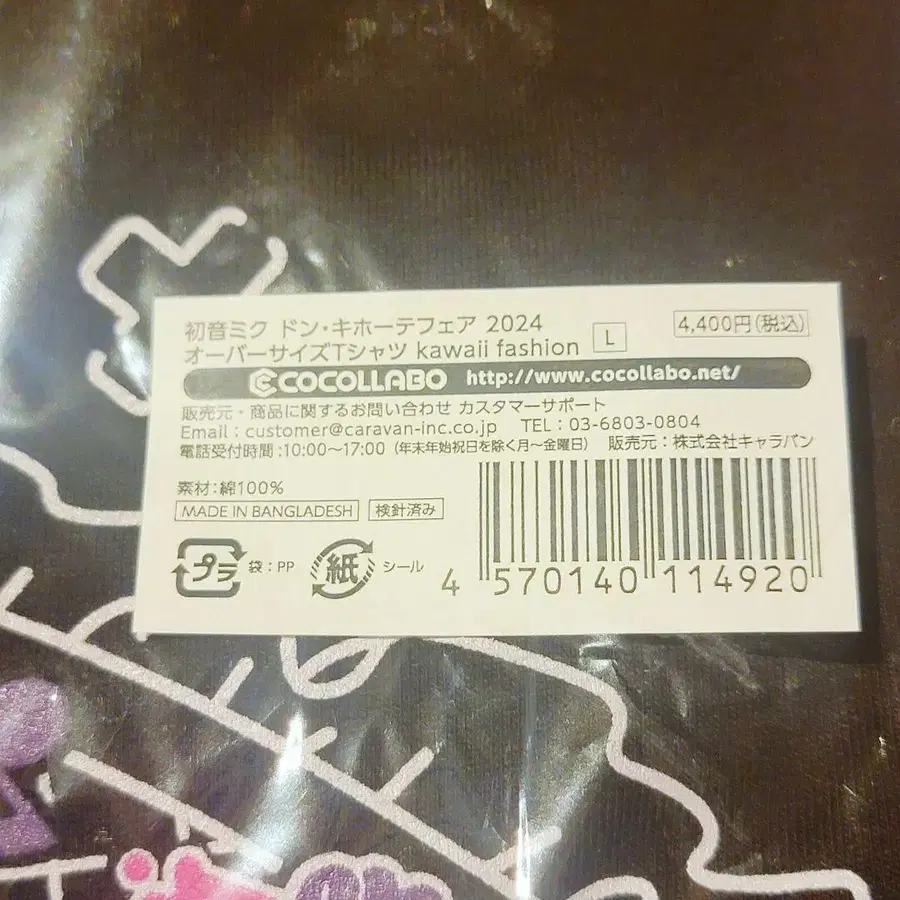 初音ミク ドン・キホーテフェア 2024
オーバーサイズTシャツ kawaii fashion L 4,400円(税込)
COCOLLABO http://www.cocollabo.net/
販売元・商品に関するお問い合わせ カスタマーサポート
Email：customer@caravan-inc.co.jp TEL：03-6803-0804
電話受付時間：10:00〜17:00（年末年始祝日を除く月〜金曜日） 販売元：株式会社キャラバン
素材：綿100%
MADE IN BANGLADESH 検針済み
プラ 袋：PP 紙 シール
4 570140 114920